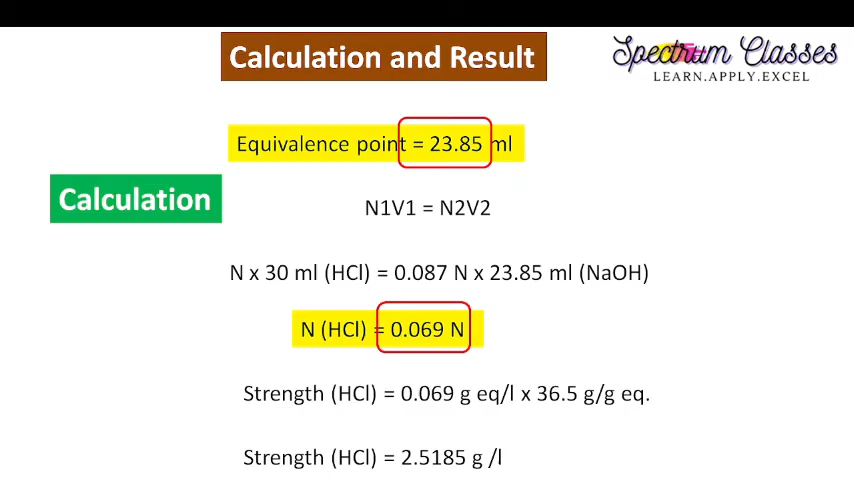 Calculation and Result
Spectrum Classes
LEARN.APPLY.EXCEL
Equivalence point = 23.85 ml
Calculation
N1V1 = N2V2
N x 30 ml (HCl) = 0.087 N x 23.85 ml (NaOH)
N (HCl) = 0.069 N
Strength (HCl) = 0.069 g eq/l x 36.5 g/g eq.
Strength (HCl) = 2.5185 g /l